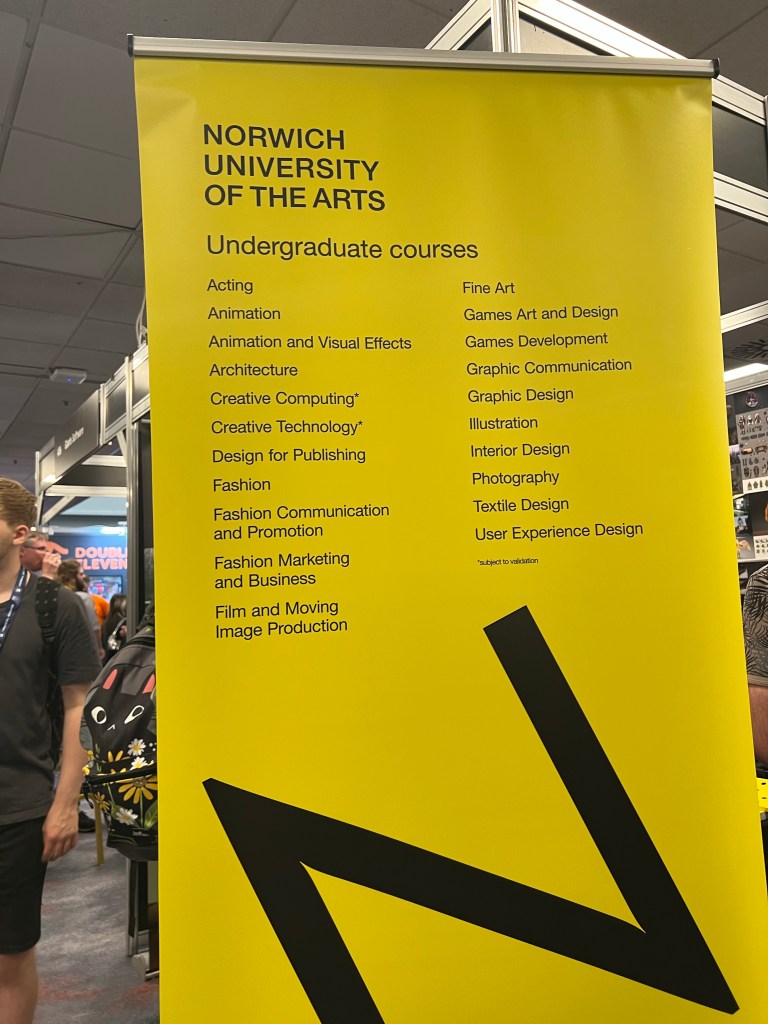 NORWICH
UNIVERSITY
OF THE ARTS
Undergraduate courses
Acting
Animation
Animation and Visual Effects
Architecture
Creative Computing*
Creative Technology*
Design for Publishing
Fashion
Fashion Communication
and Promotion
Fashion Marketing
and Business
Film and Moving
Image Production
Fine Art
Games Art and Design
Games Development
Graphic Communication
Graphic Design
Illustration
Interior Design
Photography
Textile Design
User Experience Design
*subject to validation
DOUBL
ELEVEN